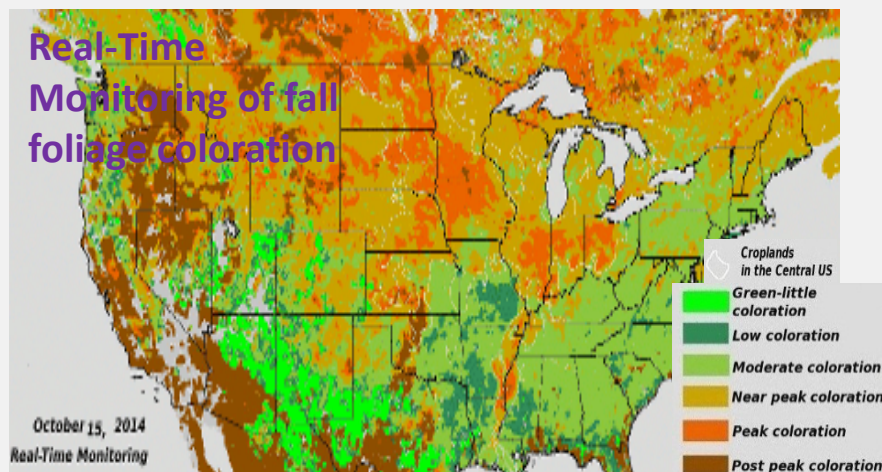 Real-Time
Monitoring of fall
foliage coloration
Croplands
in the Central US
Green-little
coloration
Low coloration
Moderate coloration
Near peak coloration
Peak coloration
Post peak coloration
October 15, 2014
Real-Time Monitoring